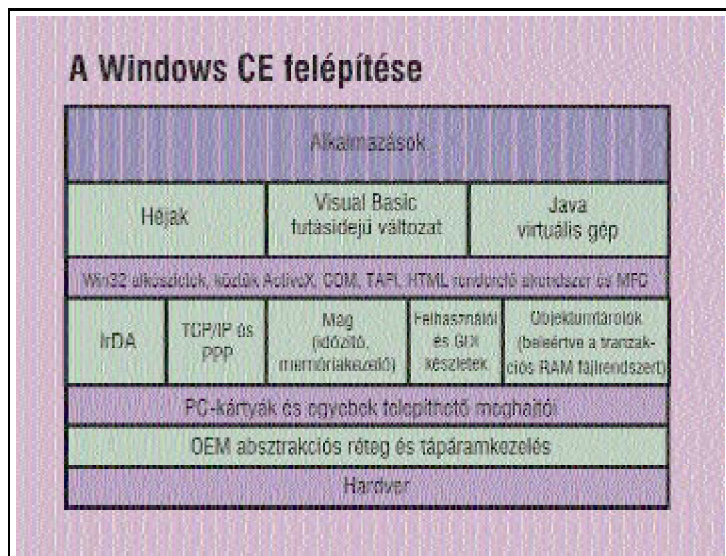 A Windows CE felépítése
Alkalmazások
Héjak
Visual Basic
futásidejű változat
Java
virtuális gép
Win32 alkészletek, köztük ActiveX, COM, TAPI, HTML renderelő alrendszer és MFC
IrDA
TCP/IP és
PPP
Mag
(időzítő,
memóriakezelő)
Felhasználói
és GDI
készletek
Objektumtárolók
(beleértve a tranzak-
ciós RAM fájlrendszert)
PC-kártyák és egyebek telepíthető meghajtói
OEM absztrakciós réteg és tápáramkezelés
Hardver